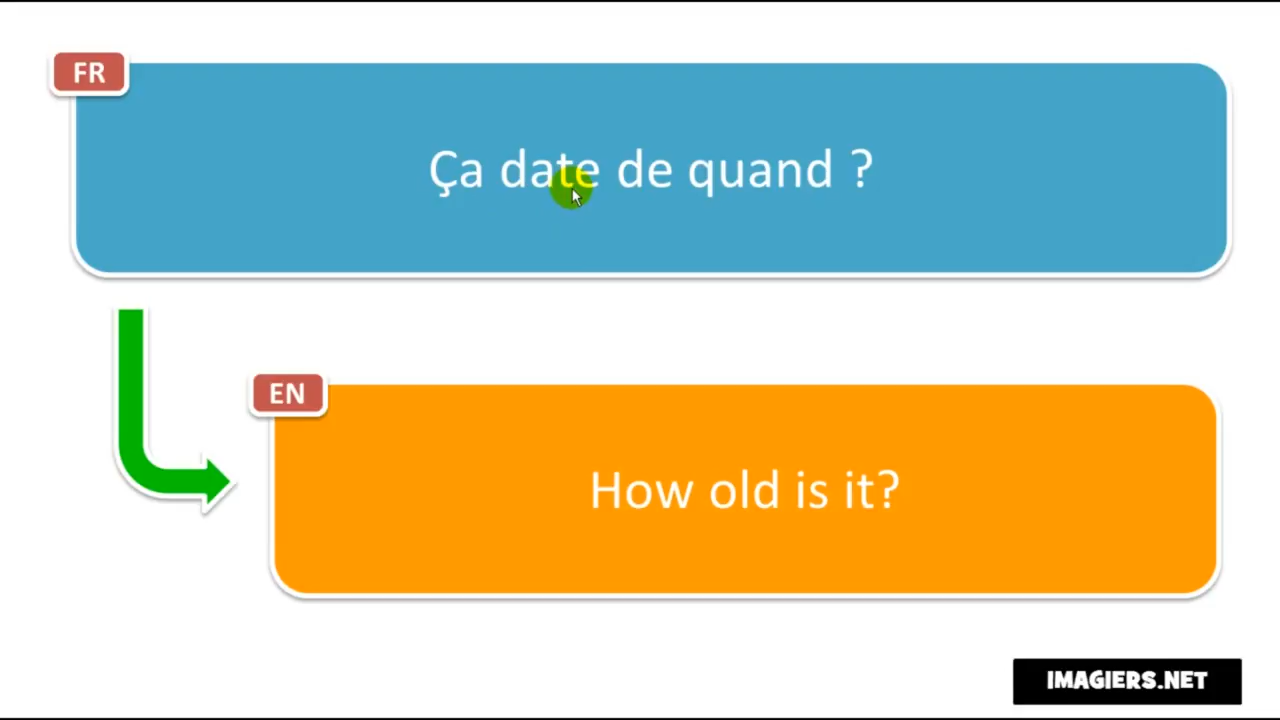 FR
Ça date de quand ?
EN
How old is it?
IMAGIERS.NET